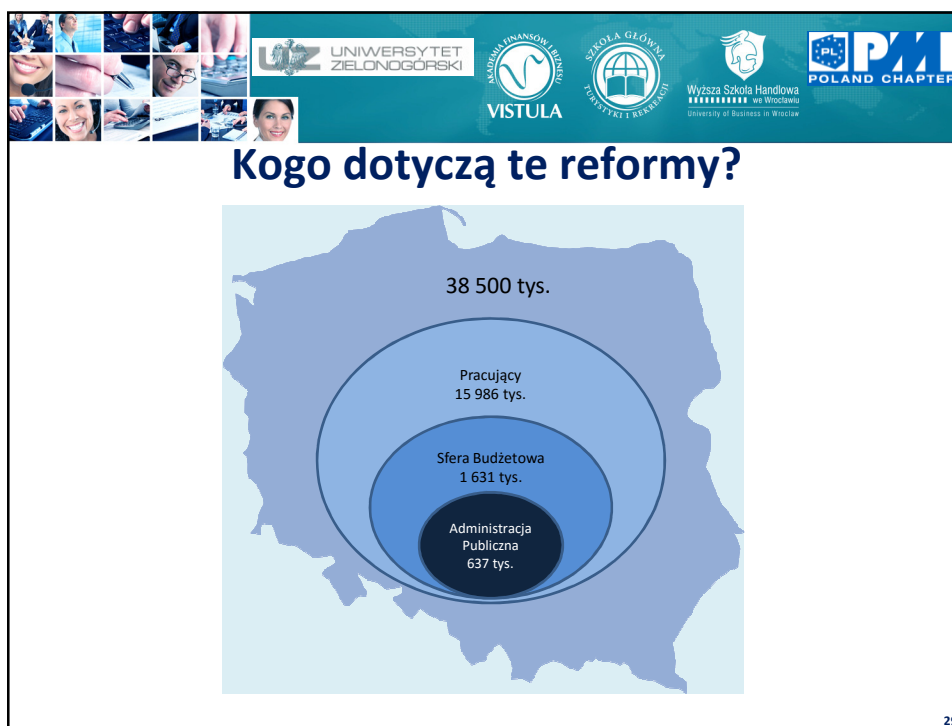 UZ UNIWERSYTET
ZIELONOGÓRSKI
AKADEMIA FINANSÓW I BIZNESU
VISTULA
SZKOŁA GŁÓWNA
TURYSTYKI I REKREACJI
Wyższa Szkoła Handlowa
we Wrocławiu
University of Business in Wroclaw
PL PMI
POLAND CHAPTER
Kogo dotyczą te reformy?
38 500 tys.
Pracujący
15 986 tys.
Sfera Budżetowa
1 631 tys.
Administracja
Publiczna
637 tys.